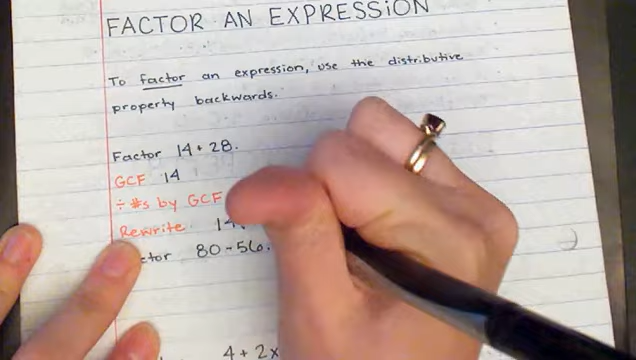 FACTOR AN EXPRESSION
To factor an expression, use the distributive
property backwards.
Factor 14 + 28.
GCF 14
÷ #s by GCF
Rewrite 14
80 - 56.
4 + 2x